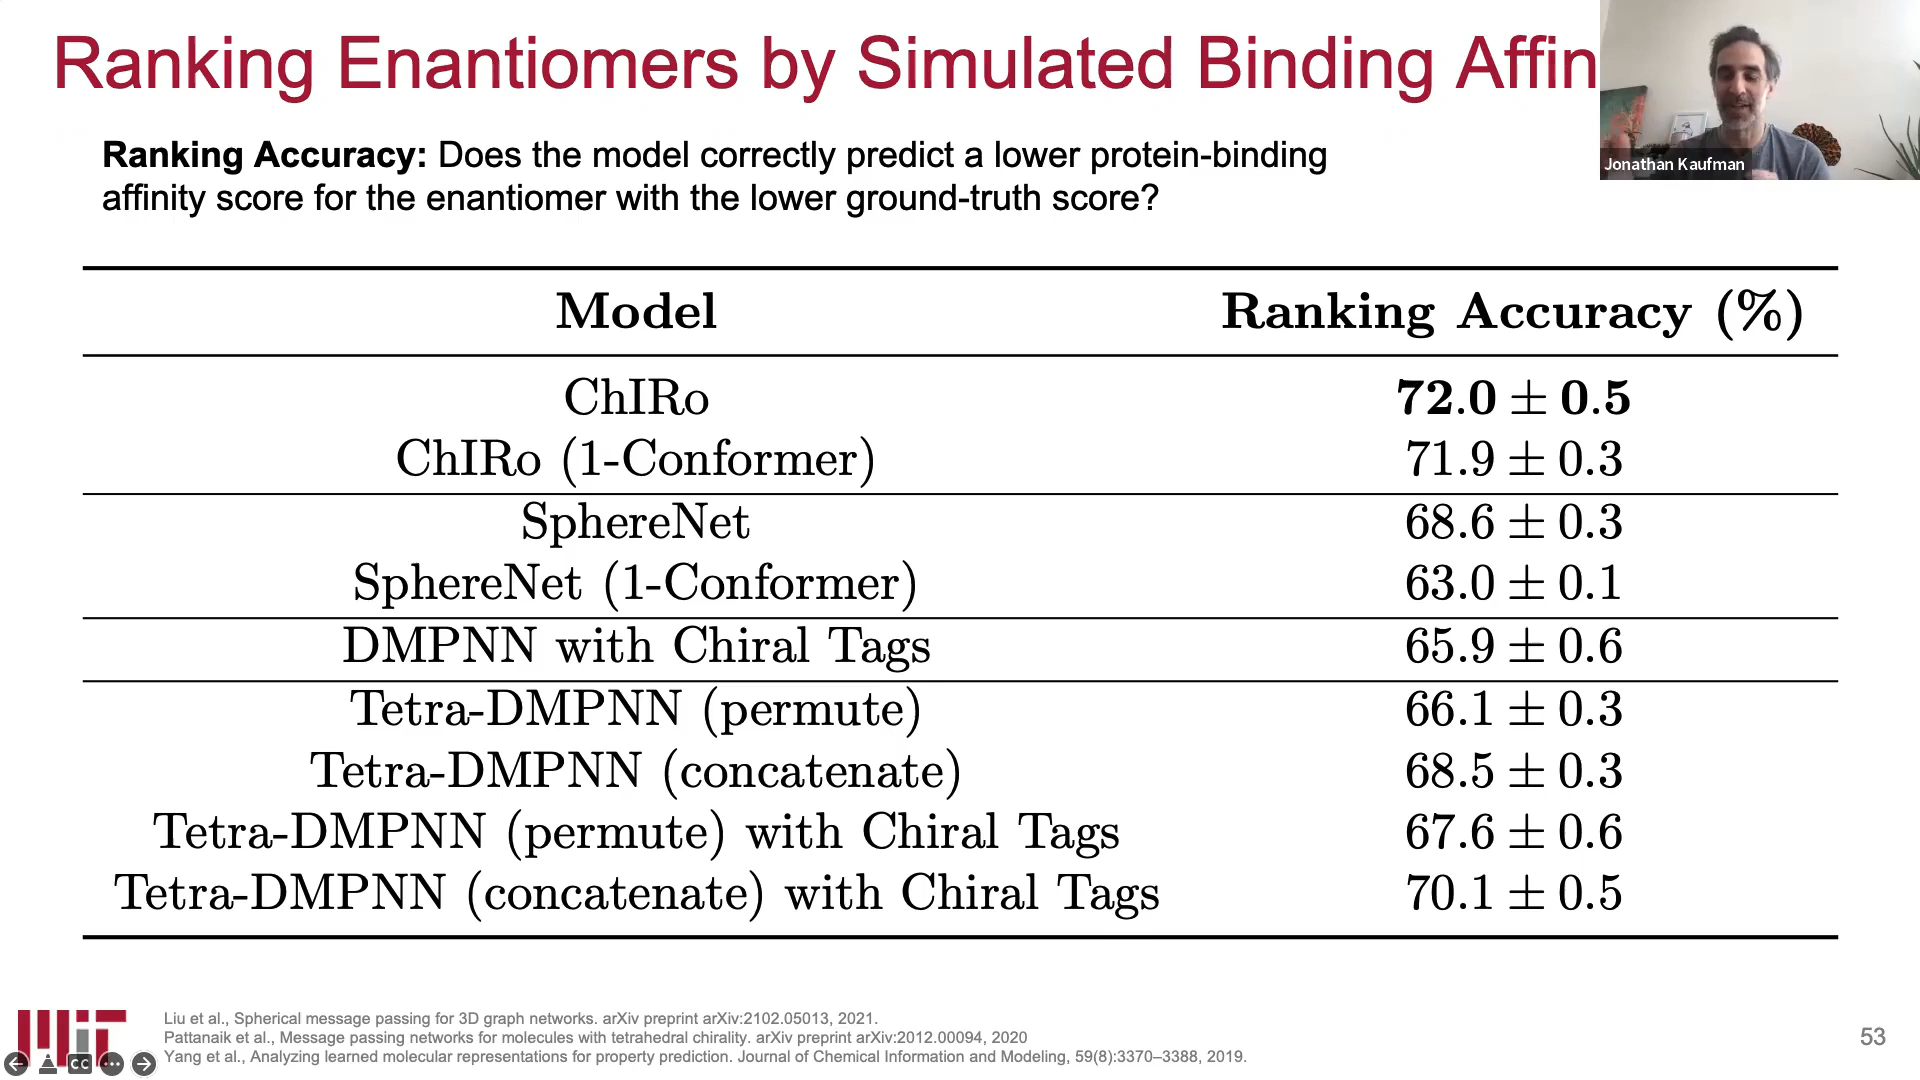 Ranking Enantiomers by Simulated Binding Affin
Jonathan Kaufman
Ranking Accuracy: Does the model correctly predict a lower protein-binding
affinity score for the enantiomer with the lower ground-truth score?
Model Ranking Accuracy (%)
ChIRo 72.0 ± 0.5
ChIRo (1-Conformer) 71.9 ± 0.3
SphereNet 68.6 ± 0.3
SphereNet (1-Conformer) 63.0 ± 0.1
DMPNN with Chiral Tags 65.9 ± 0.6
Tetra-DMPNN (permute) 66.1 ± 0.3
Tetra-DMPNN (concatenate) 68.5 ± 0.3
Tetra-DMPNN (permute) with Chiral Tags 67.6 ± 0.6
Tetra-DMPNN (concatenate) with Chiral Tags 70.1 ± 0.5
MIT
CC
Liu et al., Spherical message passing for 3D graph networks. arXiv preprint arXiv:2102.05013, 2021.
Pattanaik et al., Message passing networks for molecules with tetrahedral chirality. arXiv preprint arXiv:2012.00094, 2020
Yang et al., Analyzing learned molecular representations for property prediction. Journal of Chemical Information and Modeling, 59(8):3370–3388, 2019.
53